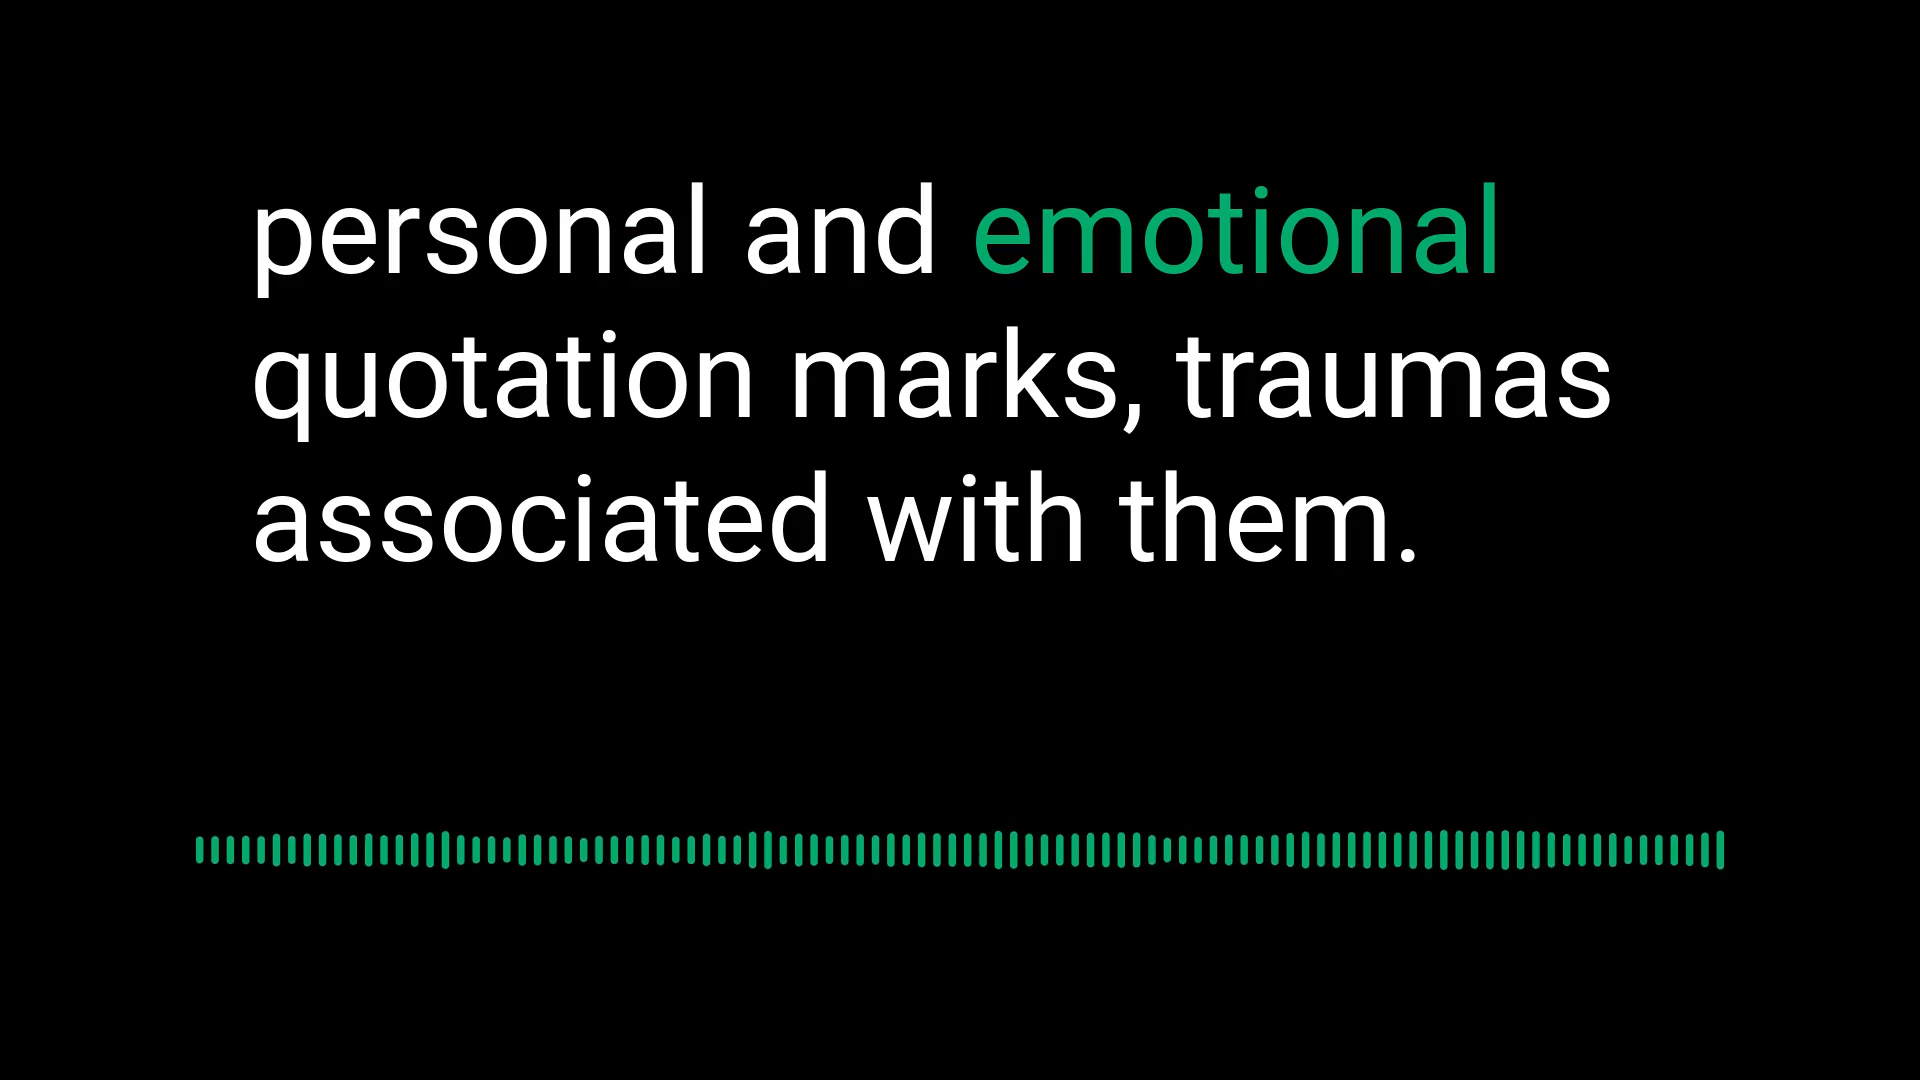 personal and emotional
quotation marks, traumas
associated with them.